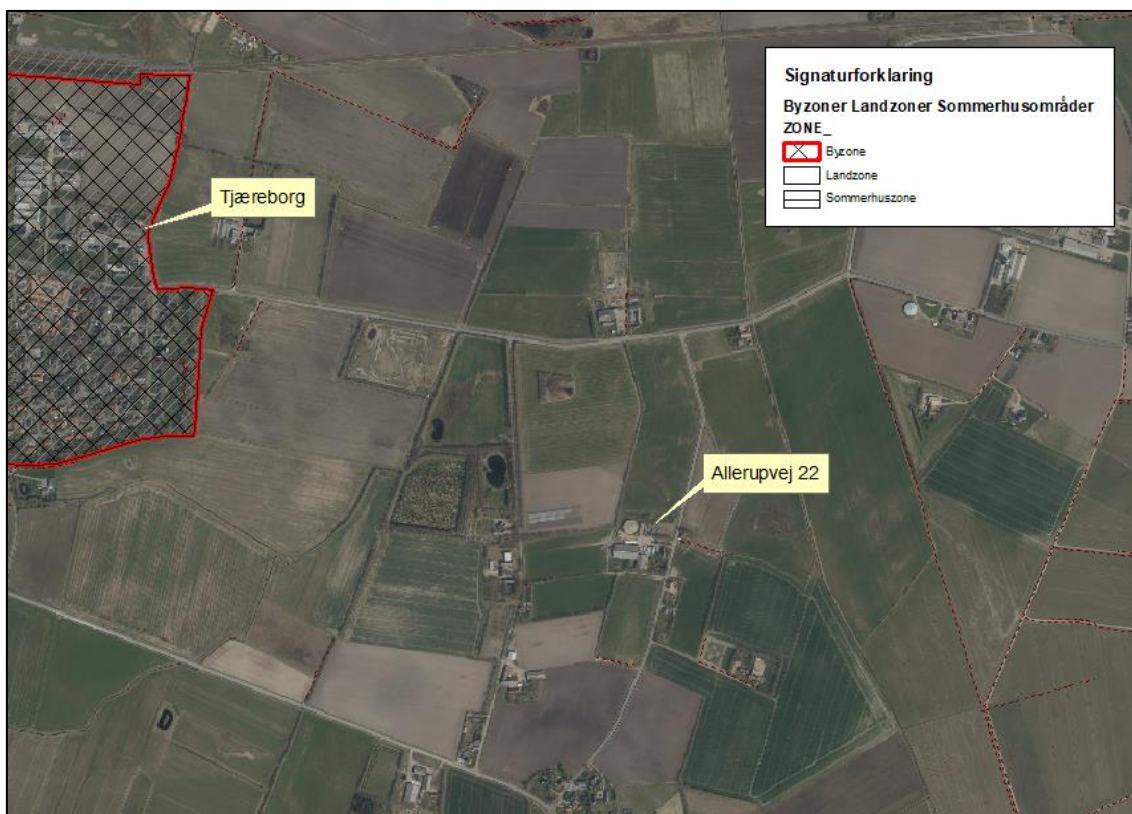 Signaturforklaring
Byzoner Landzoner Sommerhusområder
ZONE_
Byzone
Landzone
Sommerhuszone
Tjæreborg
Allerupvej 22